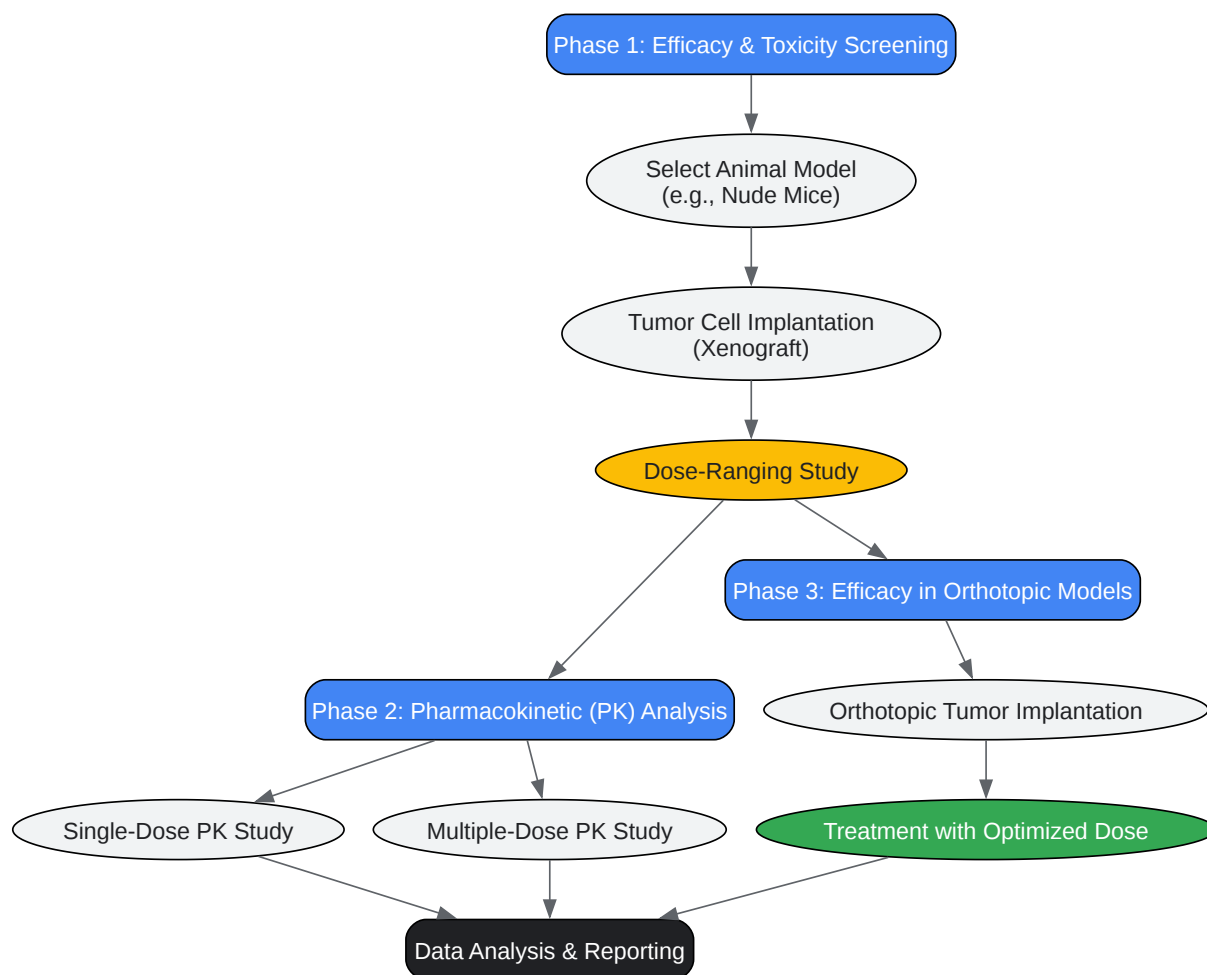 Phase 1: Efficacy & Toxicity Screening
Select Animal Model
(e.g., Nude Mice)
Tumor Cell Implantation
(Xenograft)
Dose-Ranging Study
Phase 3: Efficacy in Orthotopic Models
Phase 2: Pharmacokinetic (PK) Analysis
Orthotopic Tumor Implantation
Single-Dose PK Study
Multiple-Dose PK Study
Treatment with Optimized Dose
Data Analysis & Reporting